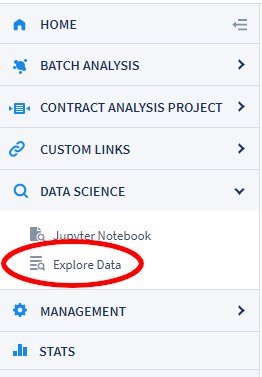 HOME
BATCH ANALYSIS
CONTRACT ANALYSIS PROJECT
CUSTOM LINKS
DATA SCIENCE
Jupyter Notebook
Explore Data
MANAGEMENT
STATS